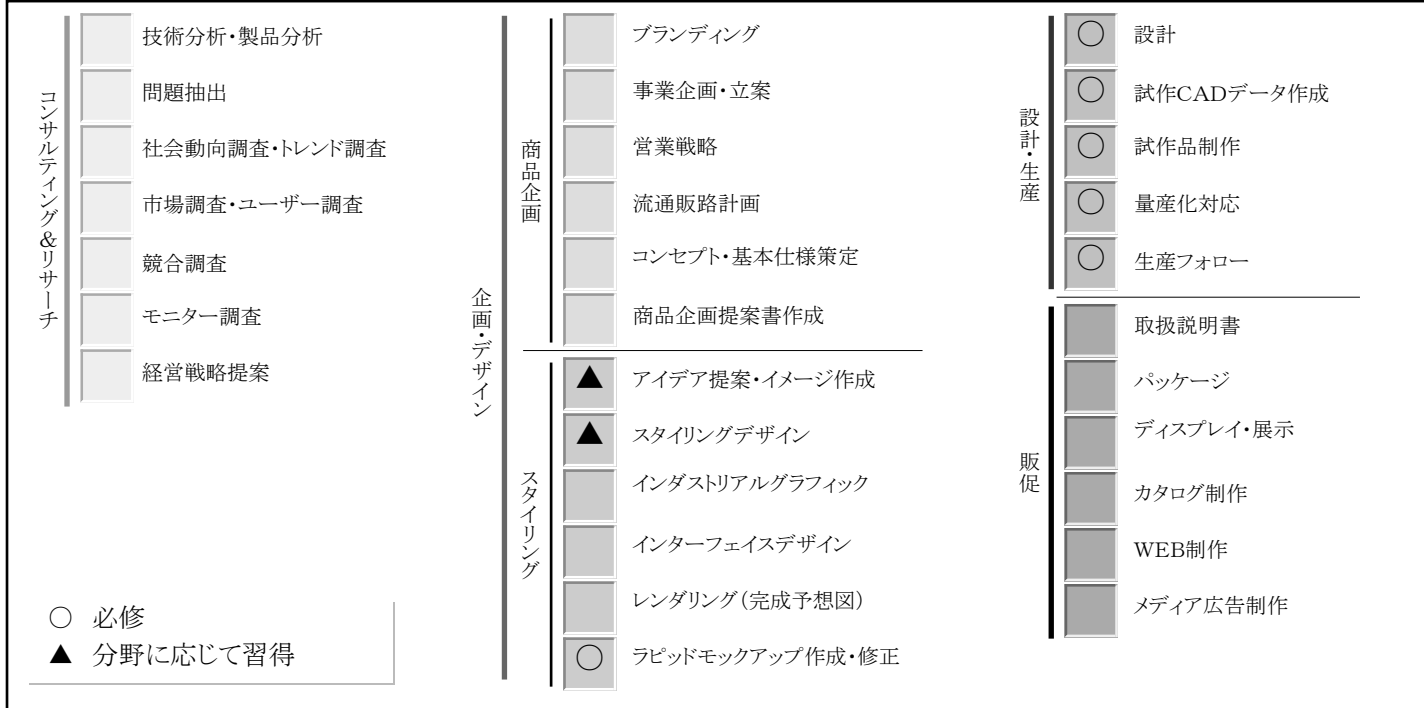 コンサルティング&リサーチ
技術分析・製品分析
問題抽出
社会動向調査・トレンド調査
市場調査・ユーザー調査
競合調査
モニター調査
経営戦略提案
○ 必修
▲ 分野に応じて習得
企画・デザイン
商品企画
ブランディング
事業企画・立案
営業戦略
流通販路計画
コンセプト・基本仕様策定
商品企画提案書作成
スタイリング
▲ アイデア提案・イメージ作成
▲ スタイリングデザイン
インダストリアルグラフィック
インターフェイスデザイン
レンダリング(完成予想図)
○ ラピッドモックアップ作成・修正
設計・生産
○ 設計
○ 試作CADデータ作成
○ 試作品制作
○ 量産化対応
○ 生産フォロー
販促
取扱説明書
パッケージ
ディスプレイ・展示
カタログ制作
WEB制作
メディア広告制作